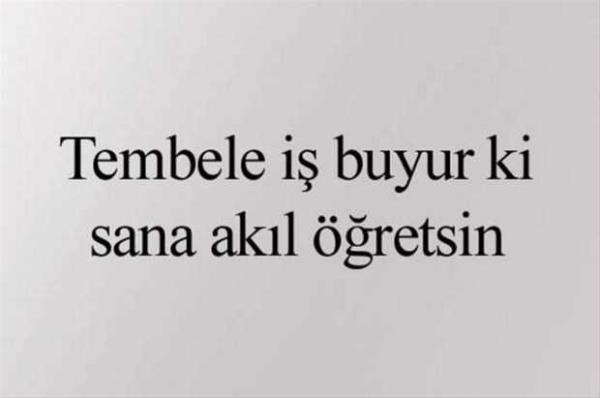 Tembele iş buyur ki
sana akıl öğretsin